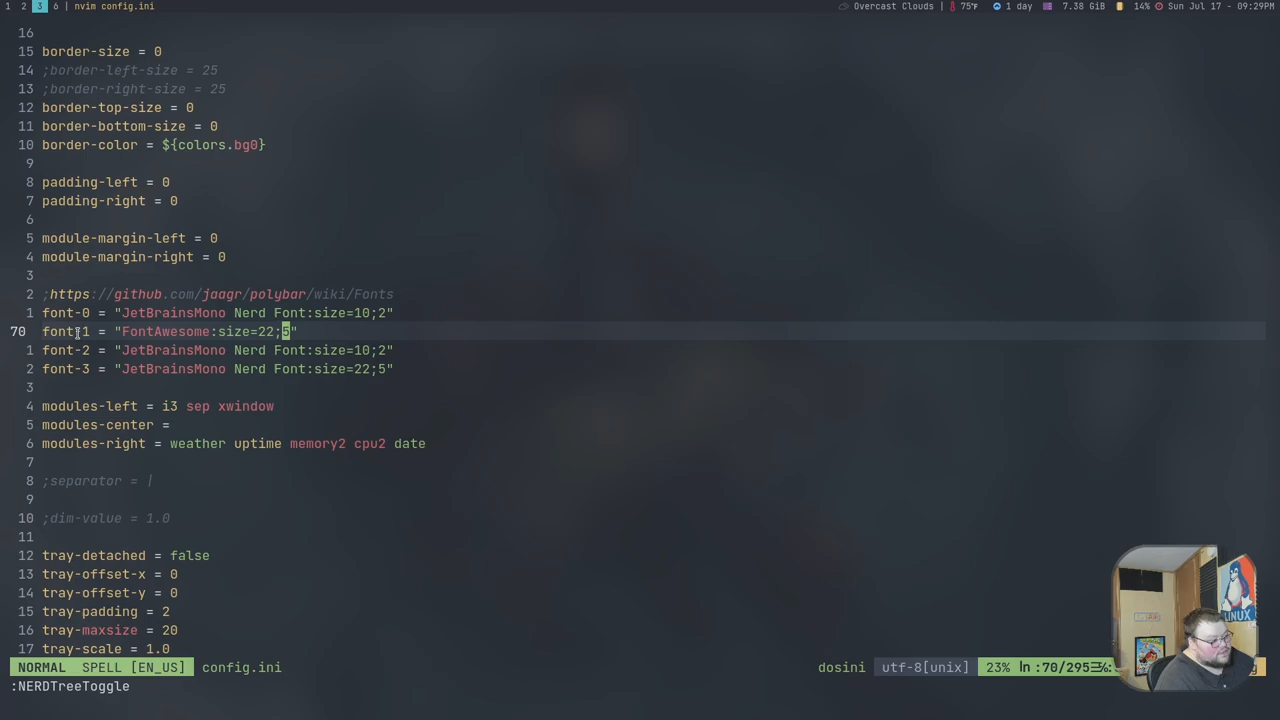 1 2 3 6 | nvim config.ini Overcast Clouds | 75°F 1 day 7.38 GiB 14% Sun Jul 17 - 09:29PM
16
15 border-size = 0
14 ;border-left-size = 25
13 ;border-right-size = 25
12 border-top-size = 0
11 border-bottom-size = 0
10 border-color = ${colors.bg0}
9
8 padding-left = 0
7 padding-right = 0
6
5 module-margin-left = 0
4 module-margin-right = 0
3
2 ;https://github.com/jaagr/polybar/wiki/Fonts
1 font-0 = "JetBrainsMono Nerd Font:size=10;2"
70 font-1 = "FontAwesome:size=22;5"
1 font-2 = "JetBrainsMono Nerd Font:size=10;2"
2 font-3 = "JetBrainsMono Nerd Font:size=22;5"
3
4 modules-left = i3 sep xwindow
5 modules-center =
6 modules-right = weather uptime memory2 cpu2 date
7
8 ;separator = |
9
10 ;dim-value = 1.0
11
12 tray-detached = false
13 tray-offset-x = 0
14 tray-offset-y = 0
15 tray-padding = 2
16 tray-maxsize = 20
17 tray-scale = 1.0
LINUX
NORMAL SPELL [EN_US] config.ini dosini utf-8[unix] 23% ln :70/295
:NERDTreeToggle